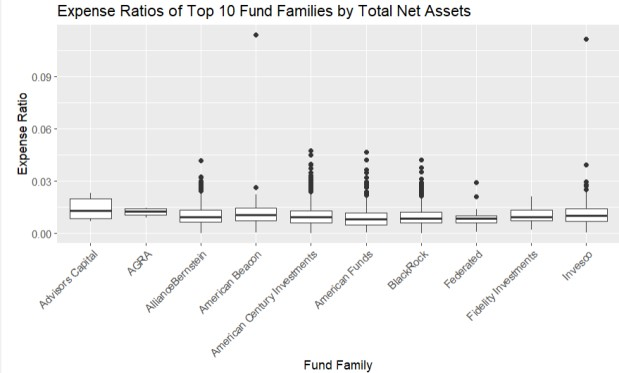 Expense Ratios of Top 10 Fund Families by Total Net Assets
Expense Ratio
0.09
0.06
0.03
0.00
Advisors Capital
AGRA
AllianceBernstein
American Beacon
American Century Investments
American Funds
BlackRock
Federated
Fidelity Investments
Invesco
Fund Family